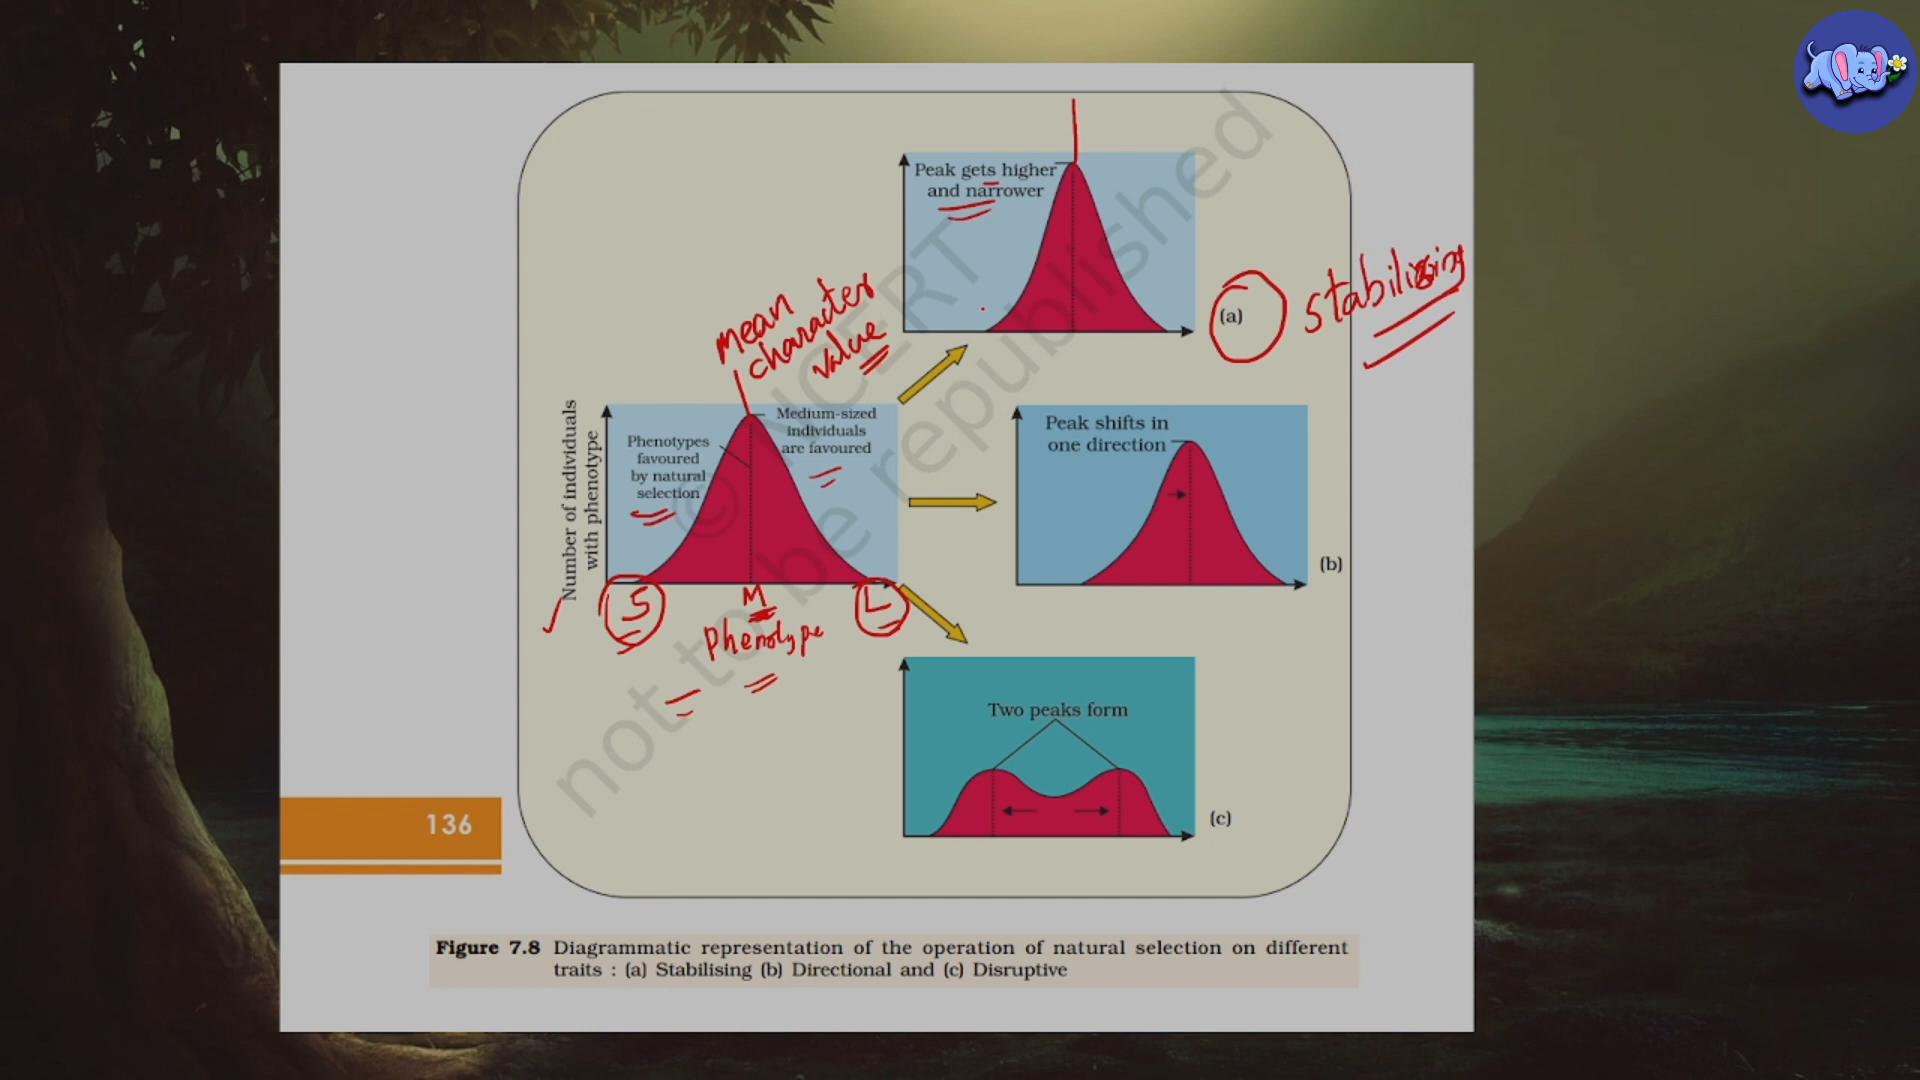 Peak gets higher
and narrower
(a)
stabilising
mean
character
value
Number of individuals
with phenotype
Phenotypes
favoured
by natural
selection
Medium-sized
individuals
are favoured
S
M
L
Phenotype
Peak shifts in
one direction
(b)
Two peaks form
(c)
© NCERT
not to be republished
136
Figure 7.8 Diagrammatic representation of the operation of natural selection on different
traits : (a) Stabilising (b) Directional and (c) Disruptive